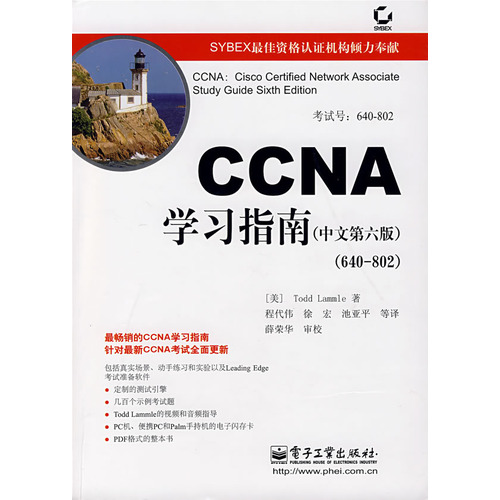 SYBEX
SYBEX最佳资格认证机构倾力奉献
CCNA：Cisco Certified Network Associate
Study Guide Sixth Edition
考试号：640-802
CCNA
学习指南(中文第六版)
(640-802)
[美] Todd Lammle 著
程代伟 徐宏 池亚平 等译
薛荣华 审校
最畅销的CCNA学习指南
针对最新CCNA考试全面更新
包括真实场景、动手练习和实验以及Leading Edge
考试准备软件
• 定制的测试引擎
• 几百个示例考试题
• Todd Lammle的视频和音频指导
• PC机、便携PC和Palm手持机的电子闪存卡
• PDF格式的整本书
电子工业出版社
PUBLISHING HOUSE OF ELECTRONICS INDUSTRY
http://www.phei.com.cn